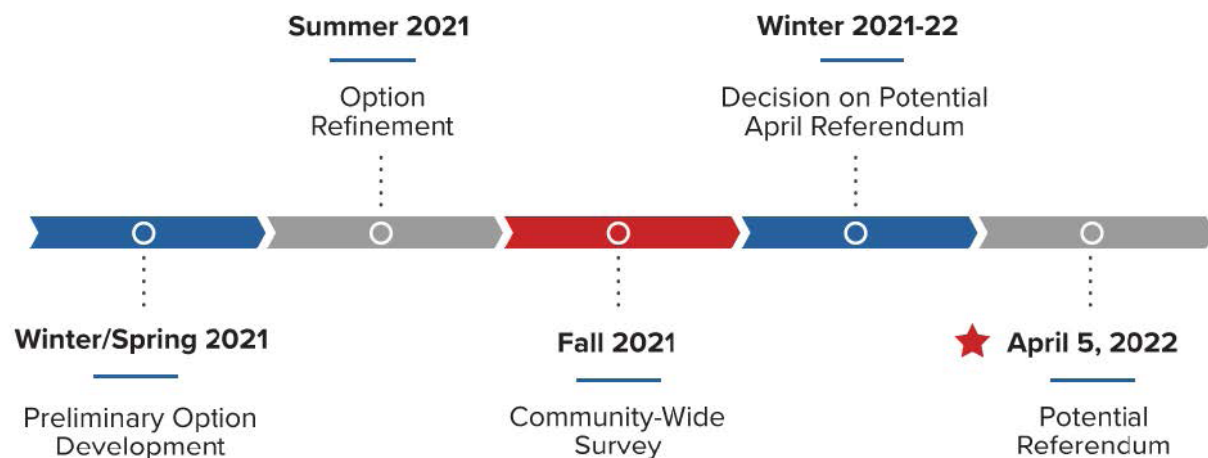 Summer 2021
Option
Refinement
Winter 2021-22
Decision on Potential
April Referendum
Winter/Spring 2021
Preliminary Option
Development
Fall 2021
Community-Wide
Survey
April 5, 2022
Potential
Referendum